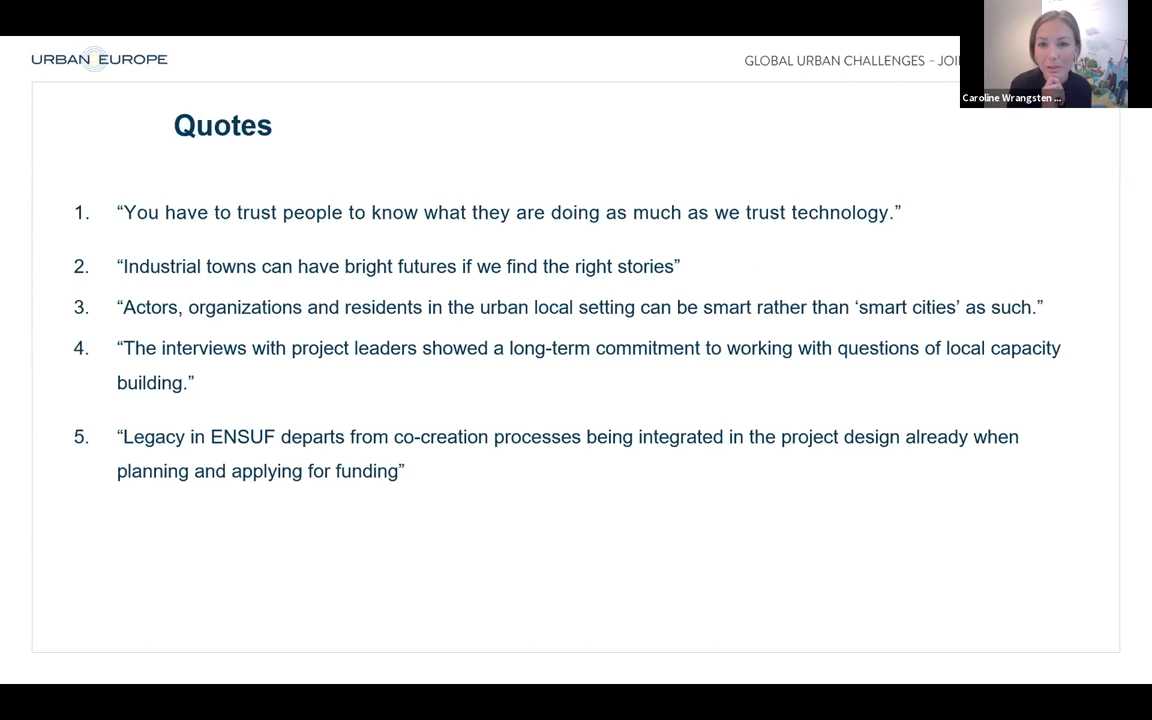 URBAN EUROPE
GLOBAL URBAN CHALLENGES – JOI
Caroline Wrangsten ...
Quotes
1. “You have to trust people to know what they are doing as much as we trust technology.”
2. “Industrial towns can have bright futures if we find the right stories”
3. “Actors, organizations and residents in the urban local setting can be smart rather than ‘smart cities’ as such.”
4. “The interviews with project leaders showed a long-term commitment to working with questions of local capacity
building.”
5. “Legacy in ENSUF departs from co-creation processes being integrated in the project design already when
planning and applying for funding”